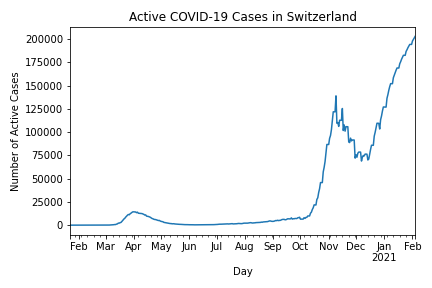 Active COVID-19 Cases in Switzerland
Number of Active Cases
200000
175000
150000
125000
100000
75000
50000
25000
0
Feb Mar Apr May Jun Jul Aug Sep Oct Nov Dec Jan Feb
2021
Day